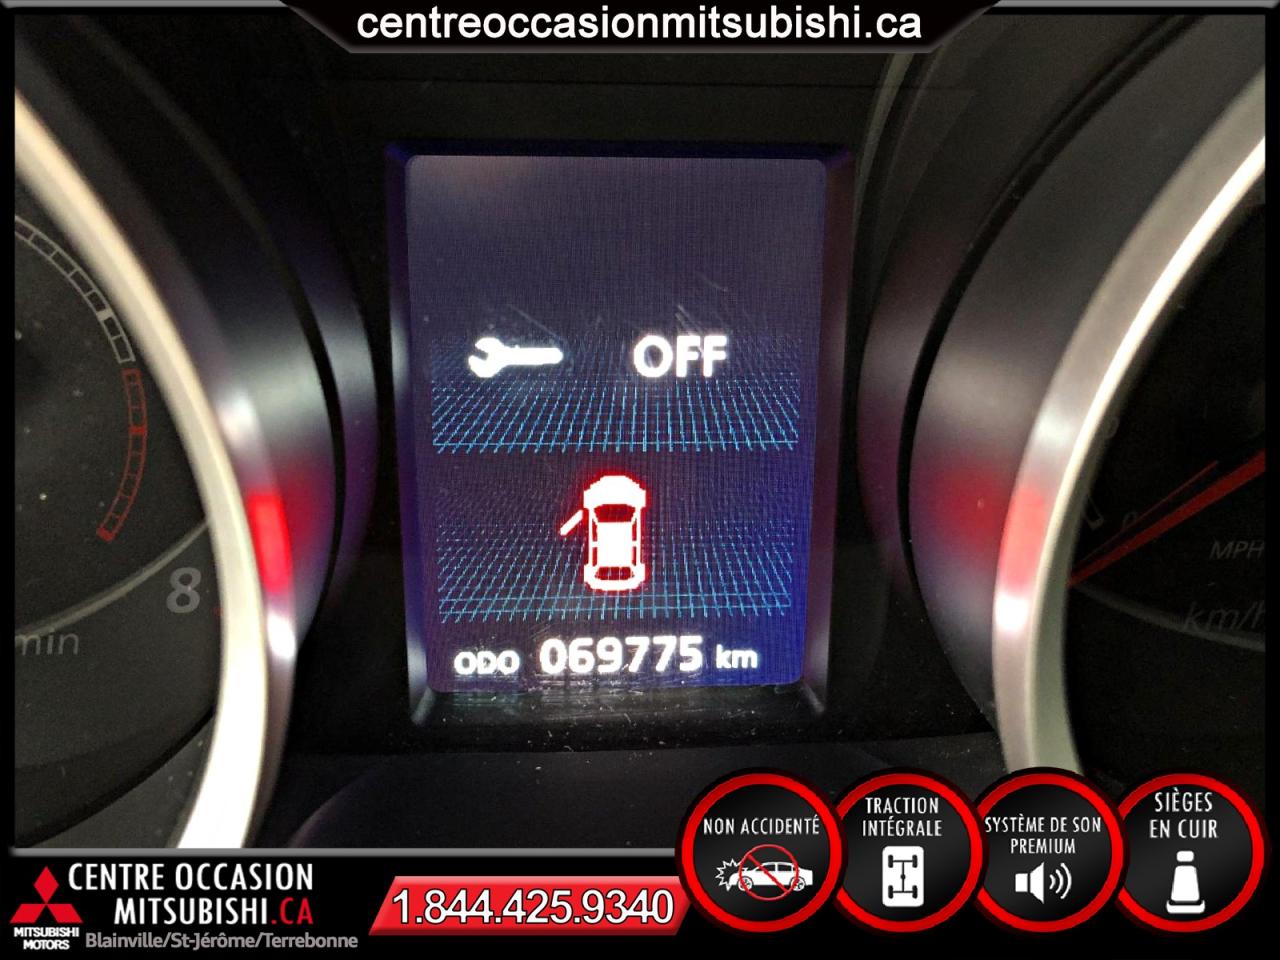 centreoccasionmitsubishi.ca
OFF
8
min
MPH
km/h
ODO 069775 km
NON ACCIDENTÉ
TRACTION
INTÉGRALE
SYSTÈME DE SON
PREMIUM
SIÈGES
EN CUIR
MITSUBISHI
MOTORS
CENTRE OCCASION
MITSUBISHI.CA
Blainville/St-Jérôme/Terrebonne
1.844.425.9340